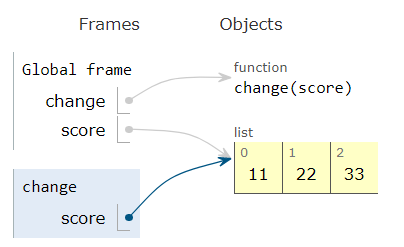 Frames Objects
Global frame
function
change
change(score)
score
list
0 1 2
11 22 33
change
score